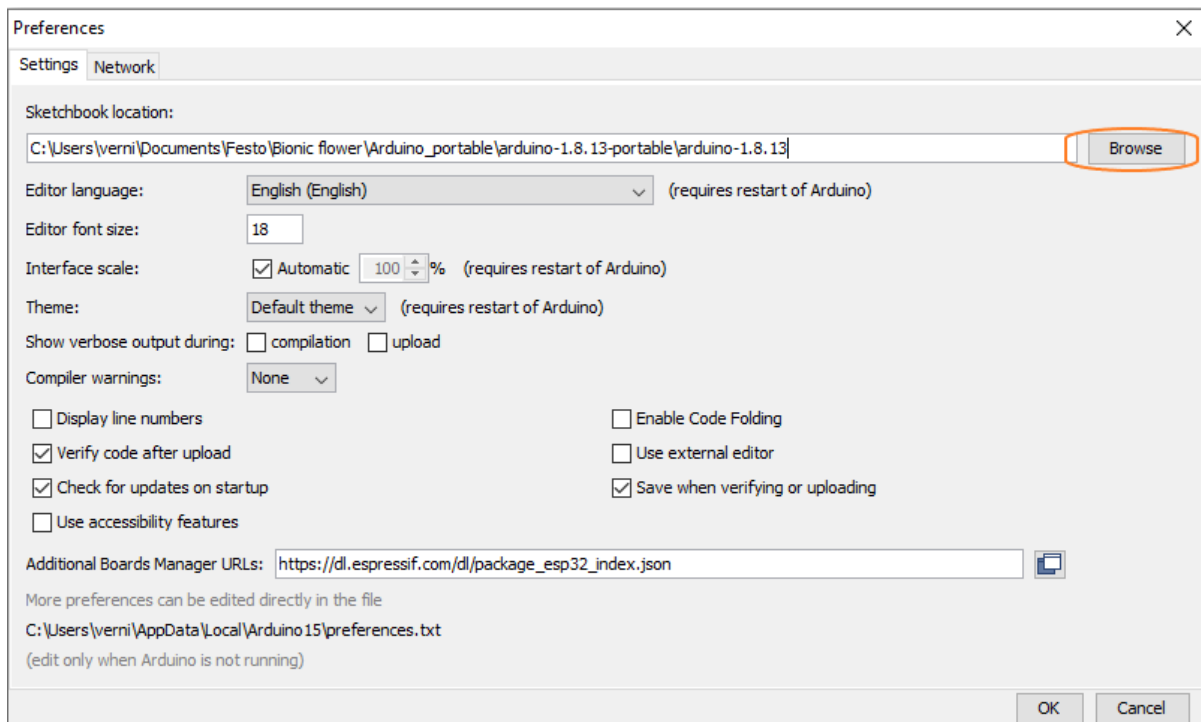 Preferences
Settings Network
Sketchbook location:
C:\Users\verni\Documents\Festo\Bionic flower\Arduino_portable\arduino-1.8.13-portable\arduino-1.8.13 Browse
Editor language: English (English) (requires restart of Arduino)
Editor font size: 18
Interface scale: Automatic 100 % (requires restart of Arduino)
Theme: Default theme (requires restart of Arduino)
Show verbose output during: compilation upload
Compiler warnings: None
Display line numbers Enable Code Folding
Verify code after upload Use external editor
Check for updates on startup Save when verifying or uploading
Use accessibility features
Additional Boards Manager URLs: https://dl.espressif.com/dl/package_esp32_index.json
More preferences can be edited directly in the file
C:\Users\verni\AppData\Local\Arduino15\preferences.txt
(edit only when Arduino is not running)
OK Cancel